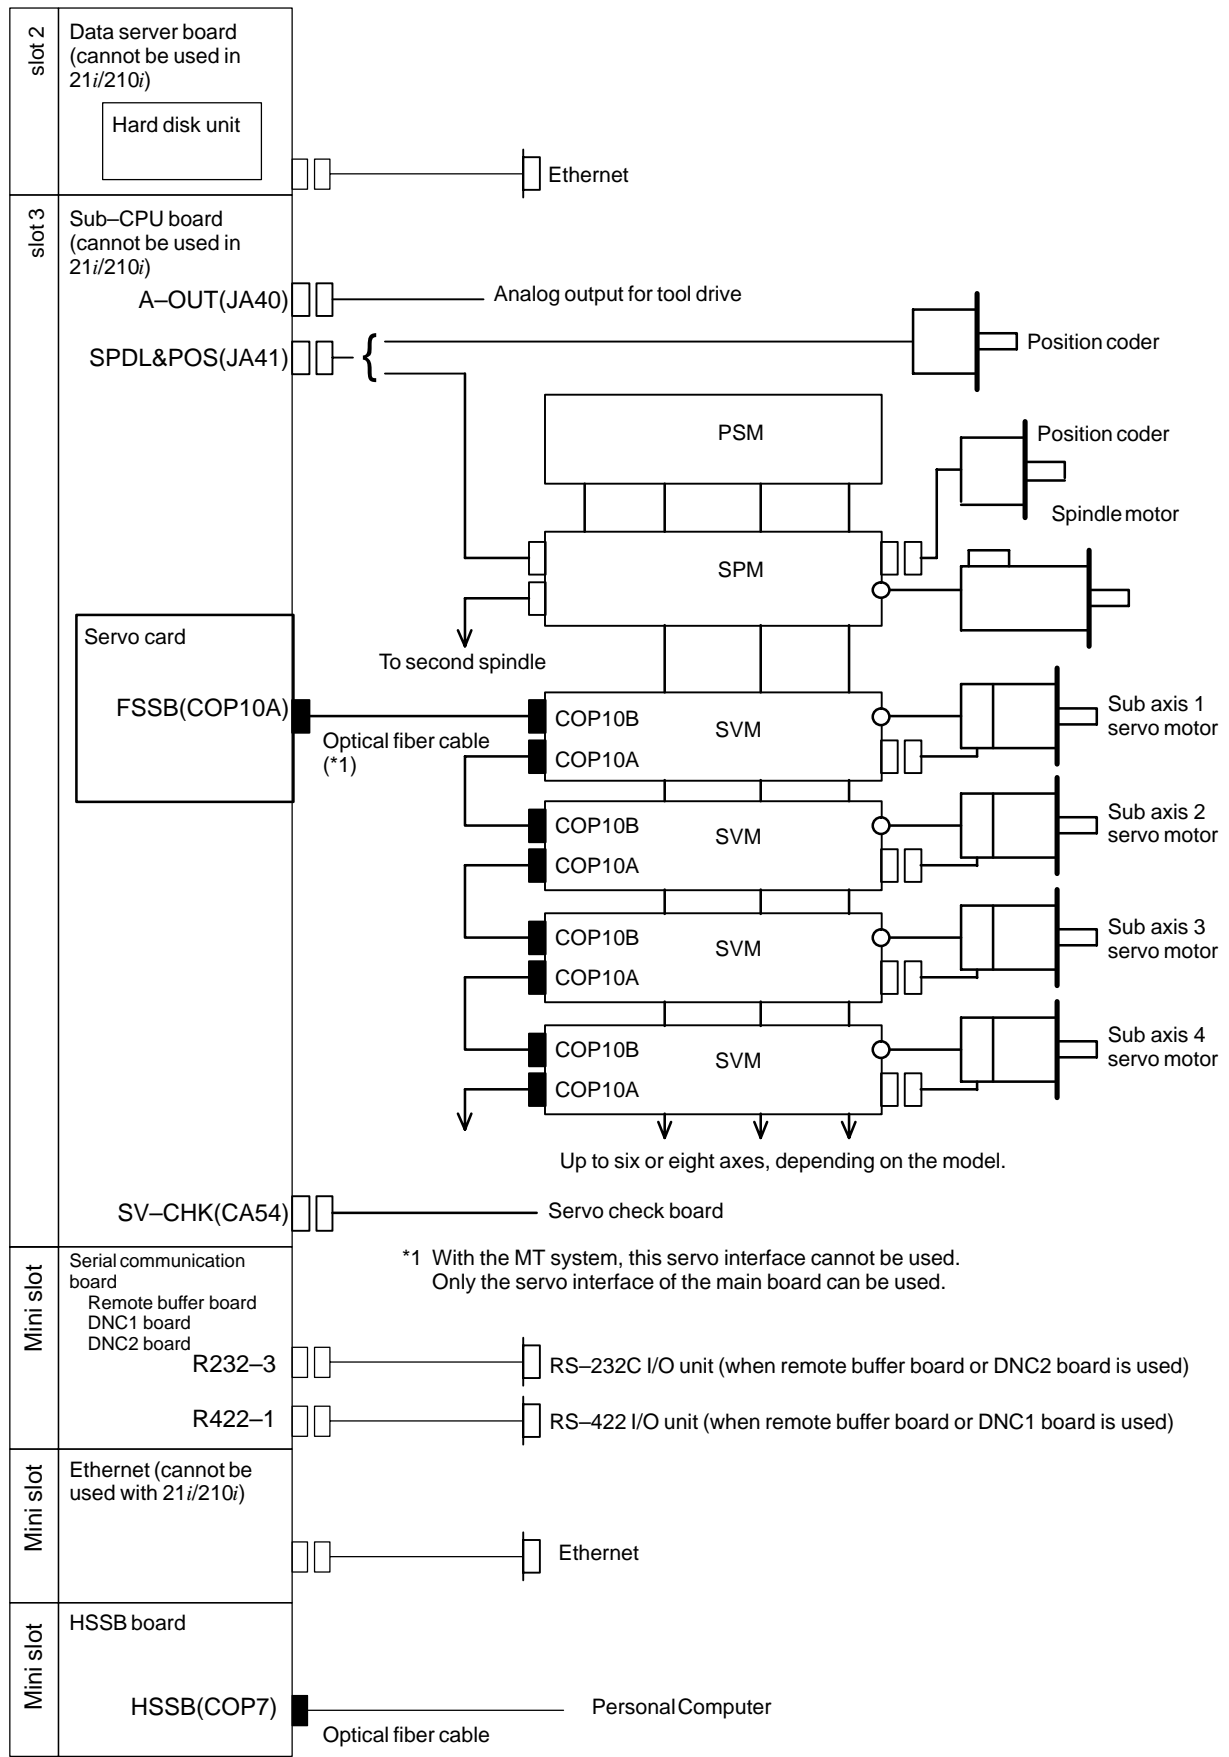 slot 2
Data server board
(cannot be used in
21i/210i)
Hard disk unit
Ethernet
slot 3
Sub–CPU board
(cannot be used in
21i/210i)
A–OUT(JA40)
Analog output for tool drive
SPDL&POS(JA41)
{
Position coder
PSM
Position coder
Spindle motor
SPM
To second spindle
Servo card
FSSB(COP10A)
Optical fiber cable
(*1)
COP10B
SVM
COP10A
Sub axis 1
servo motor
COP10B
SVM
COP10A
Sub axis 2
servo motor
COP10B
SVM
COP10A
Sub axis 3
servo motor
COP10B
SVM
COP10A
Sub axis 4
servo motor
Up to six or eight axes, depending on the model.
SV–CHK(CA54)
Servo check board
*1 With the MT system, this servo interface cannot be used.
Only the servo interface of the main board can be used.
Mini slot
Serial communication
board
Remote buffer board
DNC1 board
DNC2 board
R232–3
RS–232C I/O unit (when remote buffer board or DNC2 board is used)
R422–1
RS–422 I/O unit (when remote buffer board or DNC1 board is used)
Mini slot
Ethernet (cannot be
used with 21i/210i)
Ethernet
Mini slot
HSSB board
HSSB(COP7)
Personal Computer
Optical fiber cable